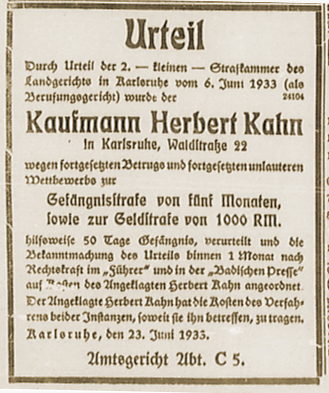 Urteil
Durch Urteil der 2. — kleinen — Strafkammer des
Landgerichts in Karlsruhe vom 6. Juni 1933 (als
Berufungsgericht) wurde der 24104
Kaufmann Herbert Kahn
in Karlsruhe, Waldstraße 22
wegen fortgesetzten Betrugs und fortgesetzten unlauteren
Wettbewerbs zur
Gefängnisstrafe von fünf Monaten,
sowie zur Geldstrafe von 1000 RM.
hilfsweise 50 Tage Gefängnis, verurteilt und die
Bekanntmachung des Urteils binnen 1 Monat nach
Rechtskraft im „Führer" und in der „Badischen Presse"
auf Kosten des Angeklagten Herbert Kahn angeordnet.
Der Angeklagte Herbert Kahn hat die Kosten des Verfah-
rens beider Instanzen, soweit sie ihn betreffen, zu tragen.
Karlsruhe, den 23. Juni 1933.
Amtsgericht Abt. C 5.